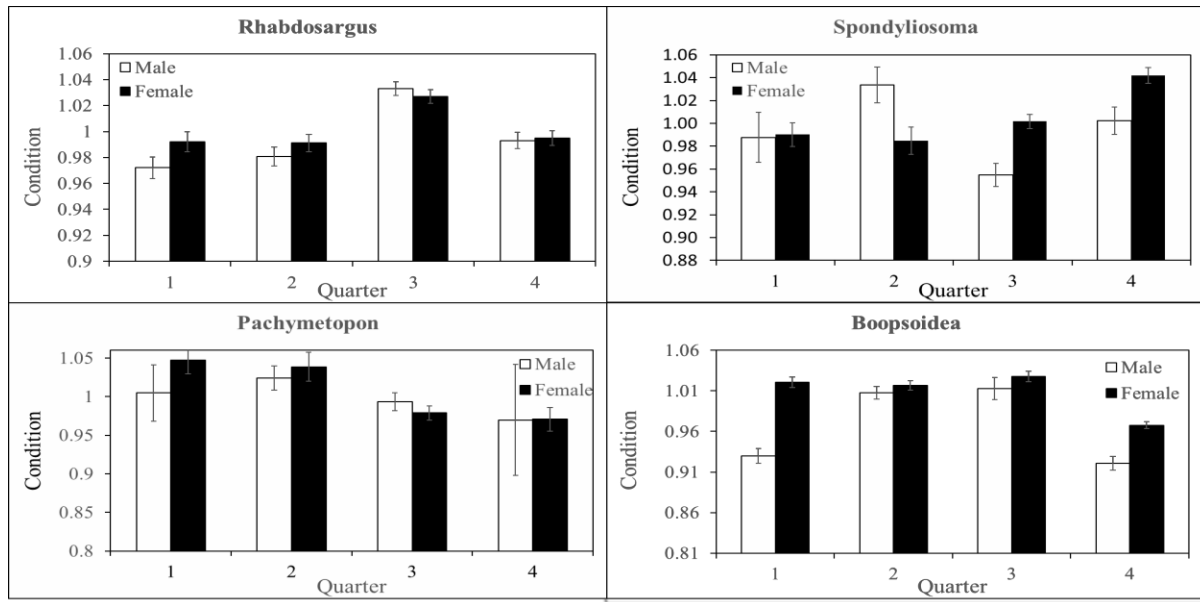 Rhabdosargus
1.06
1.04
1.02
1
0.98
0.96
0.94
0.92
0.9
Condition
Male
Female
1 2 3 4
Quarter
Spondyliosoma
1.06
1.04
1.02
1.00
0.98
0.96
0.94
0.92
0.90
0.88
Condition
Male
Female
1 2 3 4
Quarter
Pachymetopon
1.05
1
0.95
0.9
0.85
0.8
Condition
Male
Female
1 2 3 4
Quarter
Boopsoidea
1.06
1.01
0.96
0.91
0.86
0.81
Condition
Male
Female
1 2 3 4
Quarter